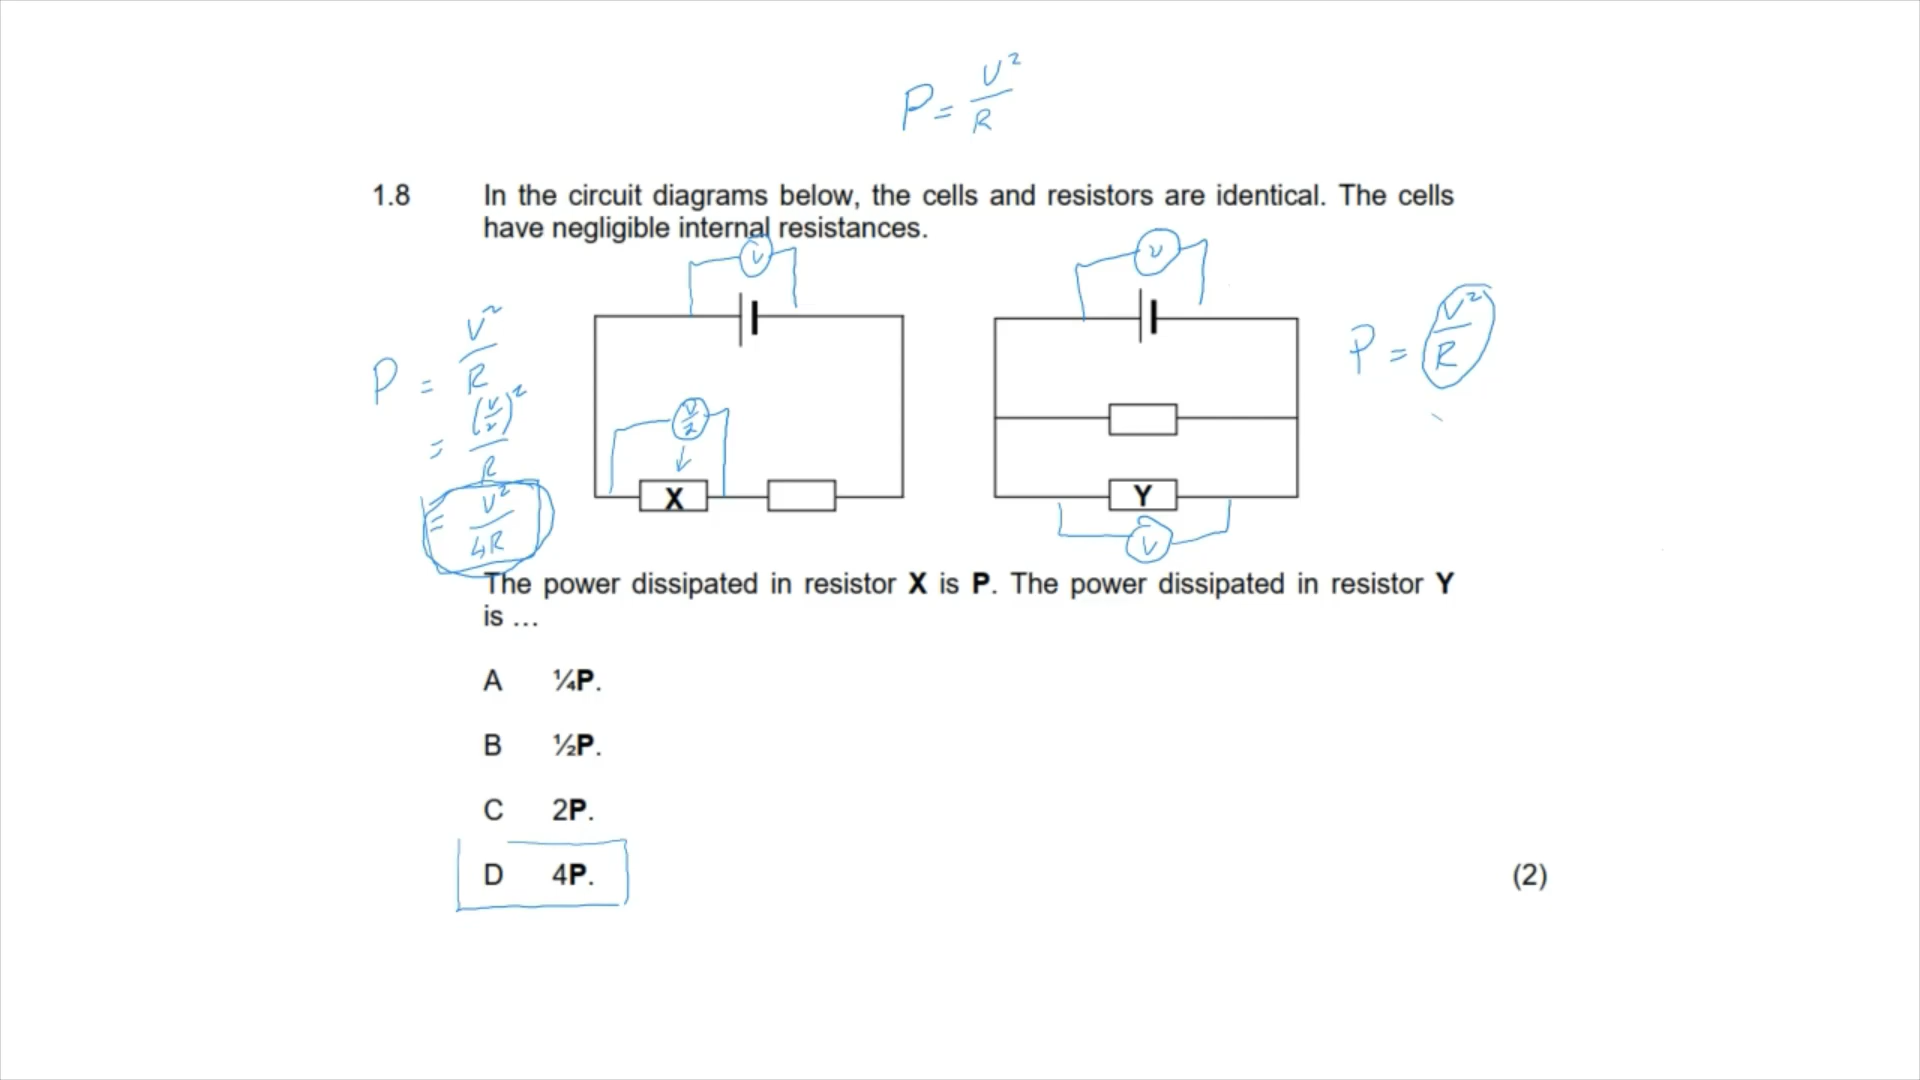 P = V²/R
1.8 In the circuit diagrams below, the cells and resistors are identical. The cells
have negligible internal resistances.
V
V
P = V²/R
= (V/2)²/R
= V²/4R
V/2
X
P = V²/R
Y
V
The power dissipated in resistor X is P. The power dissipated in resistor Y
is ...
A ¼P.
B ½P.
C 2P.
D 4P.
(2)